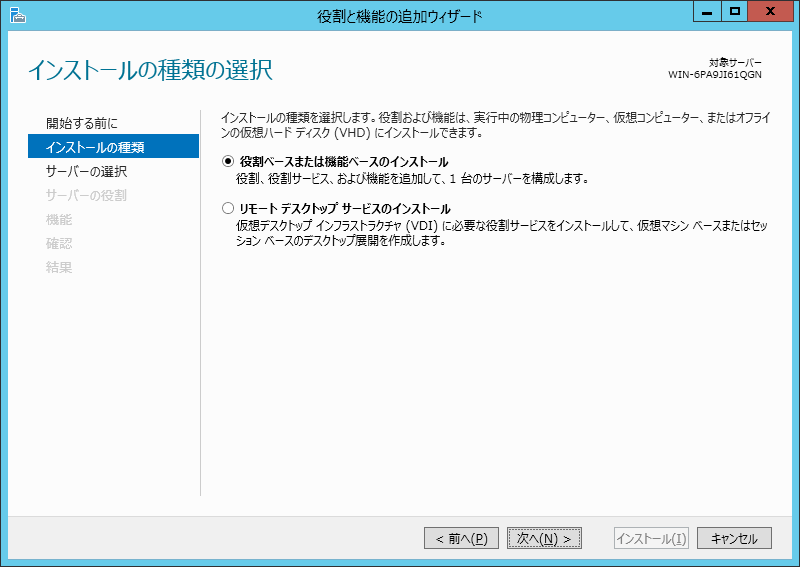 役割と機能の追加ウィザード
インストールの種類の選択
対象サーバー
WIN-6PA9JI61QGN
開始する前に
インストールの種類
サーバーの選択
サーバーの役割
機能
確認
結果
インストールの種類を選択します。役割および機能は、実行中の物理コンピューター、仮想コンピューター、またはオフライ
ンの仮想ハード ディスク (VHD) にインストールできます。
役割ベースまたは機能ベースのインストール
役割、役割サービス、および機能を追加して、1 台のサーバーを構成します。
リモート デスクトップ サービスのインストール
仮想デスクトップ インフラストラクチャ (VDI) に必要な役割サービスをインストールして、仮想マシン ベースまたはセッ
ション ベースのデスクトップ展開を作成します。
< 前へ(P)
次へ(N) >
インストール(I)
キャンセル